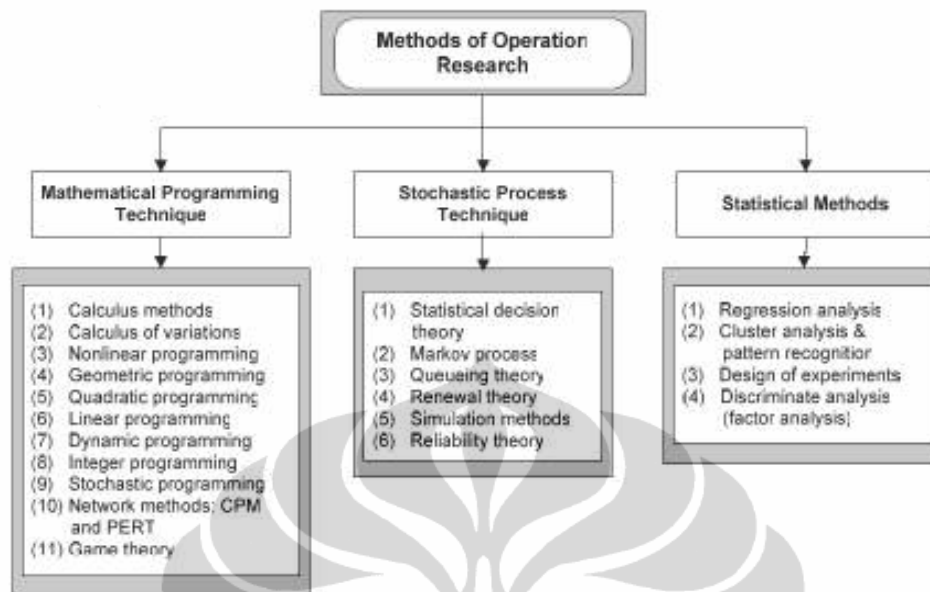 Methods of Operation
Research
Mathematical Programming
Technique
Stochastic Process
Technique
Statistical Methods
(1) Calculus methods
(2) Calculus of variations
(3) Nonlinear programming
(4) Geometric programming
(5) Quadratic programming
(6) Linear programming
(7) Dynamic programming
(8) Integer programming
(9) Stochastic programming
(10) Network methods; CPM
and PERT
(11) Game theory
(1) Statistical decision
theory
(2) Markov process
(3) Queueing theory
(4) Renewal theory
(5) Simulation methods
(6) Reliability theory
(1) Regression analysis
(2) Cluster analysis &
pattern recognition
(3) Design of experiments
(4) Discriminate analysis
(factor analysis)